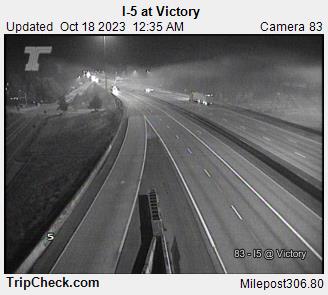 I-5 at Victory
Updated Oct 18 2023 12:35 AM Camera 83
T
5
83 - I5 @ Victory
TripCheck.com Milepost306.80